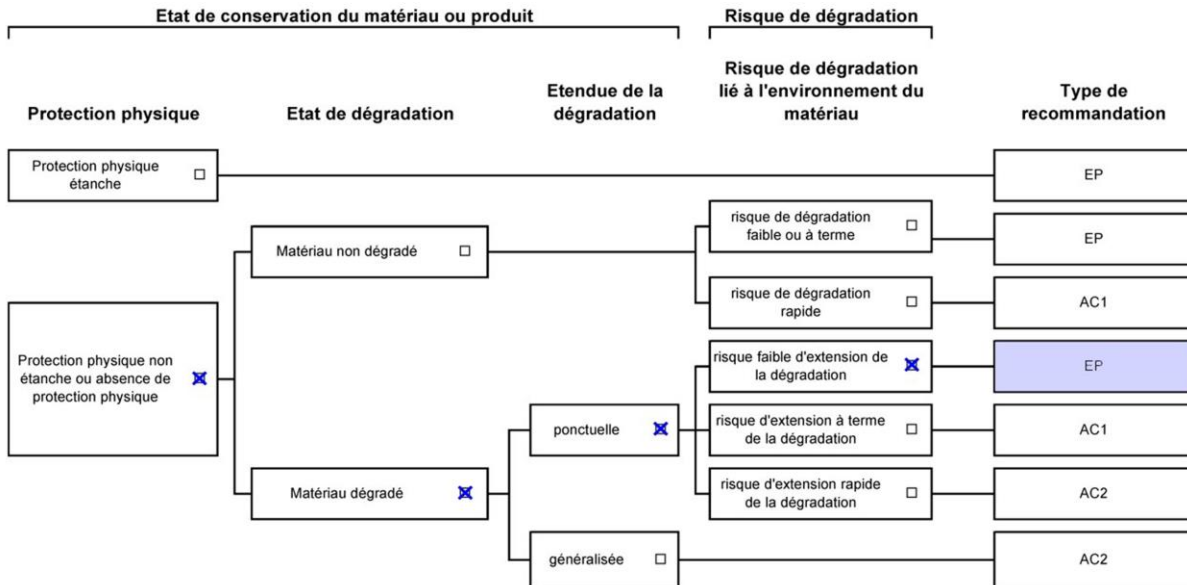 Etat de conservation du matériau ou produit
Risque de dégradation
Protection physique
Etat de dégradation
Etendue de la
dégradation
Risque de dégradation
lié à l'environnement du
matériau
Type de
recommandation
Protection physique
étanche
EP
Protection physique non
étanche ou absence de
protection physique
Matériau non dégradé
risque de dégradation
faible ou à terme
EP
risque de dégradation
rapide
AC1
Matériau dégradé
ponctuelle
risque faible d'extension de
la dégradation
EP
risque d'extension à terme
de la dégradation
AC1
risque d'extension rapide
de la dégradation
AC2
généralisée
AC2